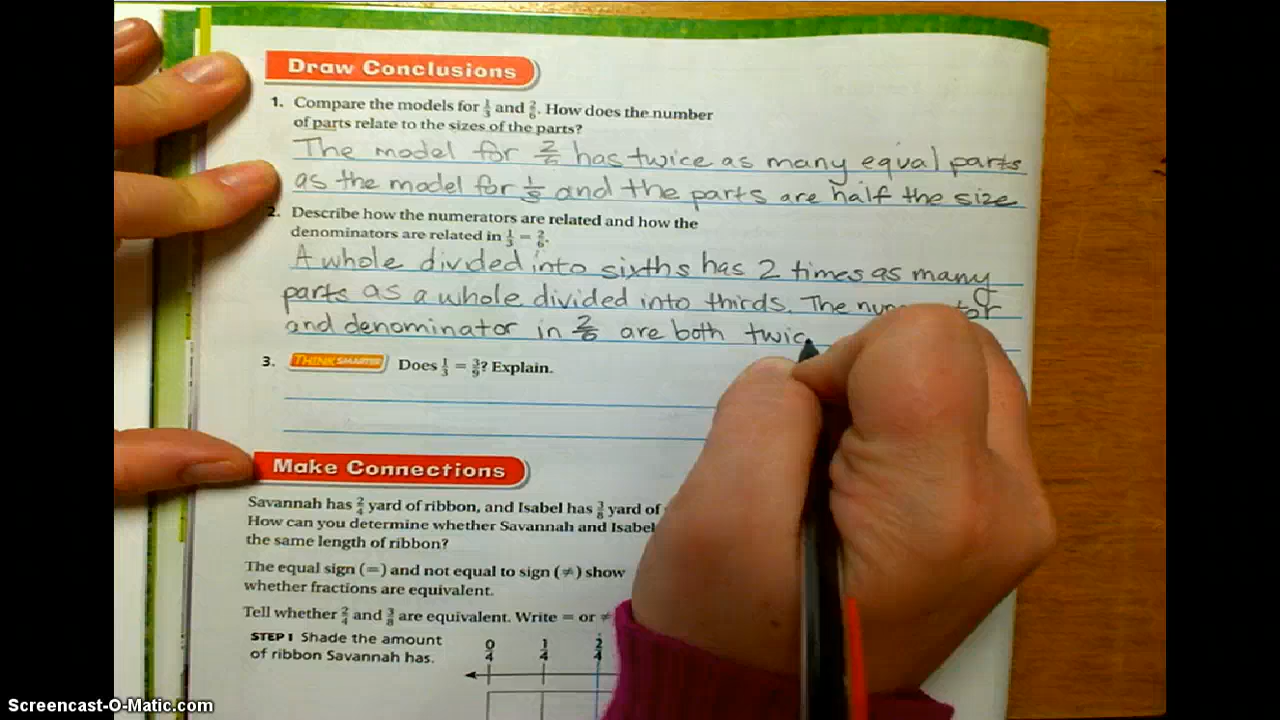 Draw Conclusions
1. Compare the models for 1/3 and 2/6. How does the number
of parts relate to the sizes of the parts?
The model for 2/6 has twice as many equal parts
as the model for 1/3 and the parts are half the size
2. Describe how the numerators are related and how the
denominators are related in 1/3 = 2/6.
A whole divided into sixths has 2 times as many
parts as a whole divided into thirds. The
and denominator in 2/6 are both twic
3. THINK SMARTER Does 1/3 = 3/9? Explain.
Make Connections
Savannah has 2/4 yard of ribbon, and Isabel has 3/8 yard of
How can you determine whether Savannah and Isabel
the same length of ribbon?
The equal sign (=) and not equal to sign (≠) show
whether fractions are equivalent.
Tell whether 2/4 and 3/8 are equivalent. Write = or ≠
STEP 1 Shade the amount
of ribbon Savannah has.
0/4 1/4 2/4
Screencast-O-Matic.com